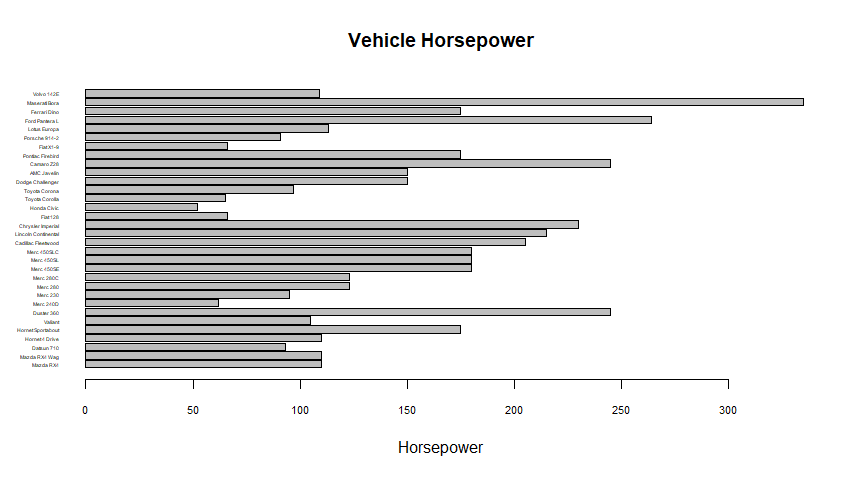 Vehicle Horsepower
Volvo 142E
Maserati Bora
Ferrari Dino
Ford Pantera L
Lotus Europa
Porsche 914-2
Fiat X1-9
Pontiac Firebird
Camaro Z28
AMC Javelin
Dodge Challenger
Toyota Corona
Toyota Corolla
Honda Civic
Fiat 128
Chrysler Imperial
Lincoln Continental
Cadillac Fleetwood
Merc 450SLC
Merc 450SL
Merc 450SE
Merc 280C
Merc 280
Merc 230
Merc 240D
Duster 360
Valiant
Hornet Sportabout
Hornet 4 Drive
Datsun 710
Mazda RX4 Wag
Mazda RX4
0 50 100 150 200 250 300
Horsepower